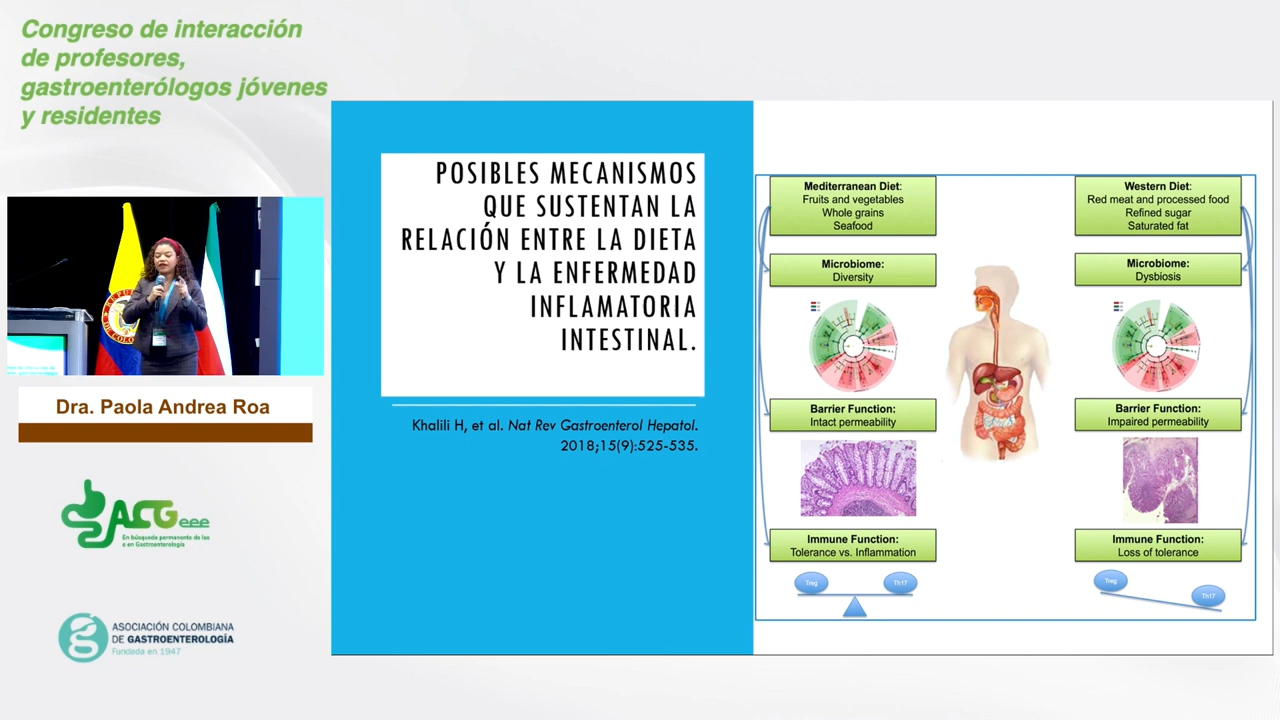 Congreso de interacción
de profesores,
gastroenterólogos jóvenes
y residentes
Dra. Paola Andrea Roa
ACGeee
En búsqueda permanente de las
e en Gastroenterología
ASOCIACIÓN COLOMBIANA
DE GASTROENTEROLOGÍA
Fundada en 1947
POSIBLES MECANISMOS
QUE SUSTENTAN LA
RELACIÓN ENTRE LA DIETA
Y LA ENFERMEDAD
INFLAMATORIA
INTESTINAL.
Khalili H, et al. Nat Rev Gastroenterol Hepatol.
2018;15(9):525-535.
Mediterranean Diet:
Fruits and vegetables
Whole grains
Seafood
Microbiome:
Diversity
Barrier Function:
Intact permeability
Immune Function:
Tolerance vs. Inflammation
Treg
Th17
Western Diet:
Red meat and processed food
Refined sugar
Saturated fat
Microbiome:
Dysbiosis
Barrier Function:
Impaired permeability
Immune Function:
Loss of tolerance
Treg
Th17